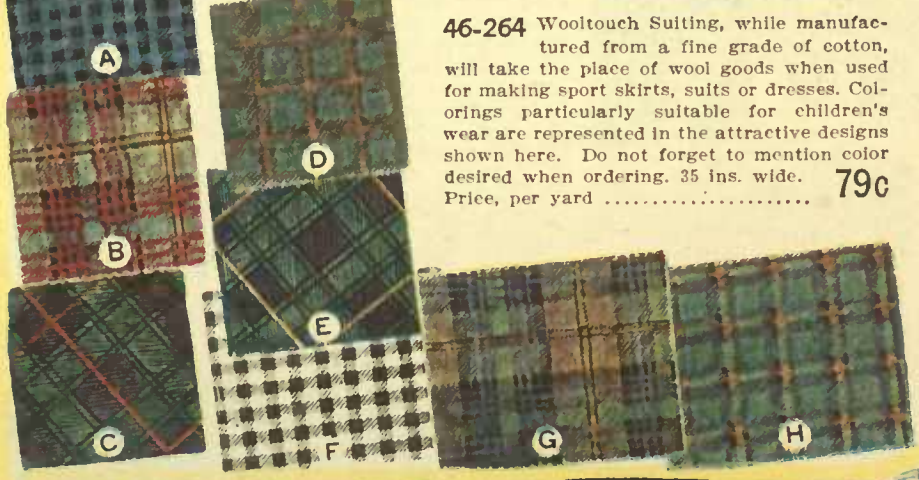 46-264 Wooltouch Suiting, while manufac-
tured from a fine grade of cotton,
will take the place of wool goods when used
for making sport skirts, suits or dresses. Col-
orings particularly suitable for children's
wear are represented in the attractive designs
shown here. Do not forget to mention color
desired when ordering. 35 ins. wide.
Price, per yard ...................... 79c
A
D
B
E
C
F
G
H